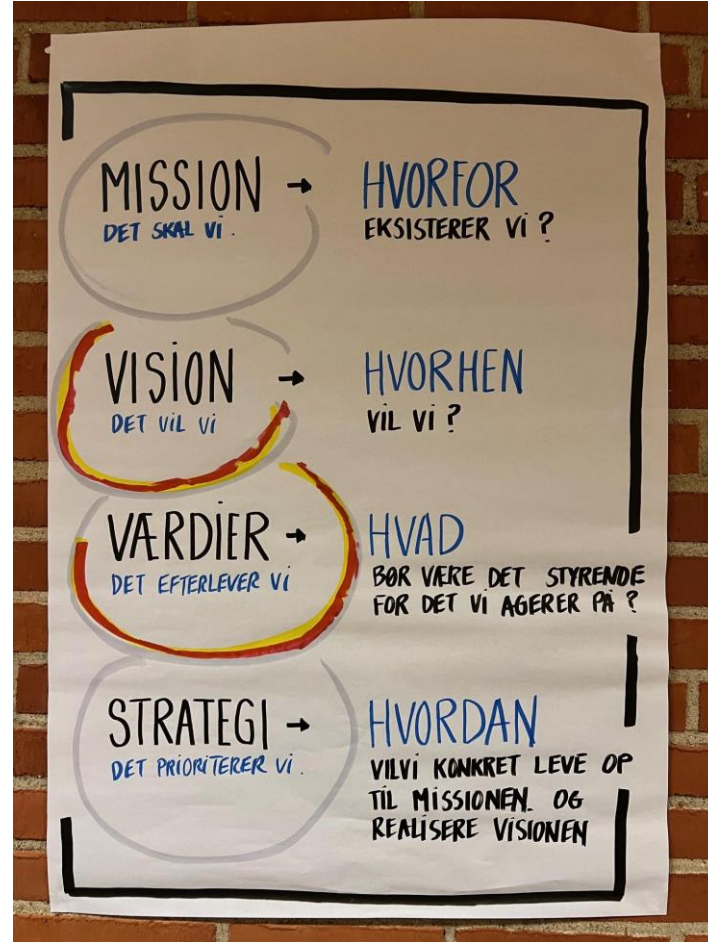 MISSION → HVORFOR
DET SKAL VI. EKSISTERER VI?
VISION → HVORHEN
DET VIL VI VIL VI?
VÆRDIER → HVAD
DET EFTERLEVER VI BØR VÆRE DET STYRENDE
FOR DET VI AGERER PÅ?
STRATEGI → HVORDAN
DET PRIORITERER VI. VILVI KONKRET LEVE OP
TIL MISSIONEN. OG
REALISERE VISIONEN